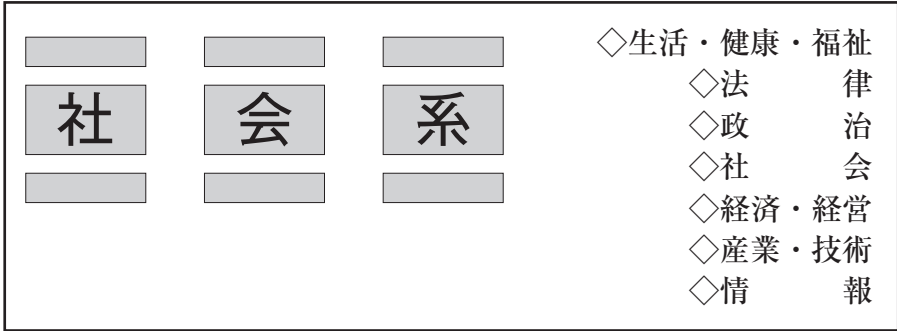 社会系
◇生活・健康・福祉
◇法律
◇政治
◇社会
◇経済・経営
◇産業・技術
◇情報